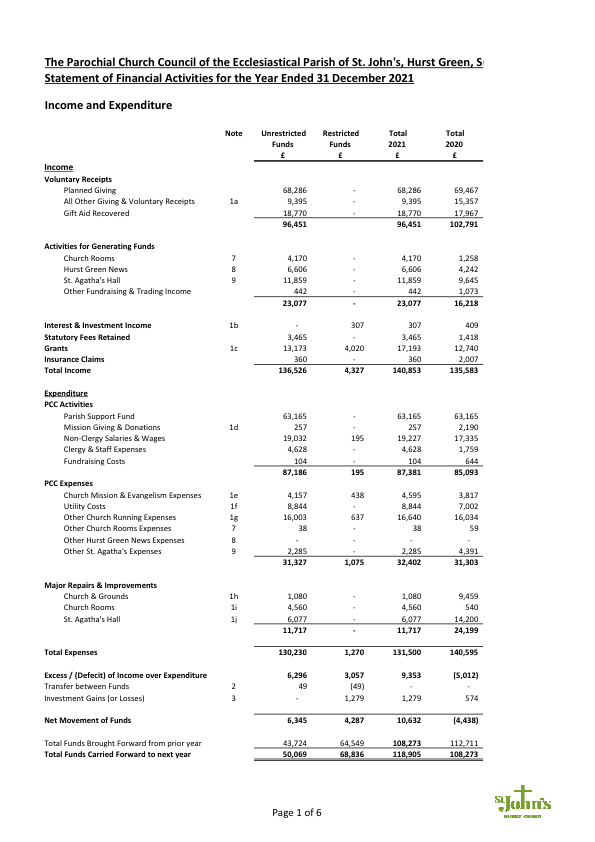 The Parochial Church Council of the Ecclesiastical Parish of St. John's, Hurst Green,
Statement of Financial Activities for the Year Ended 31 December 2021
Income and Expenditure
Note Unrestricted Restricted Total Total
Funds Funds 2021 2020
£ £ £ £
Income
Voluntary Receipts
Planned Giving 68,286 - 68,286 69,467
All Other Giving & Voluntary Receipts 1a 9,395 - 9,395 15,357
Gift Aid Recovered 18,770 - 18,770 17,967
96,451 96,451 102,791
Activities for Generating Funds
Church Rooms 7 4,170 - 4,170 1,258
Hurst Green News 8 6,606 - 6,606 4,242
St. Agatha's Hall 9 11,859 - 11,859 9,645
Other Fundraising & Trading Income 442 - 442 1,073
23,077 - 23,077 16,218
Interest & Investment Income 1b - 307 307 409
Statutory Fees Retained 3,465 - 3,465 1,418
Grants 1c 13,173 4,020 17,193 12,740
Insurance Claims 360 - 360 2,007
Total Income 136,526 4,327 140,853 135,583
Expenditure
PCC Activities
Parish Support Fund 63,165 - 63,165 63,165
Mission Giving & Donations 1d 257 - 257 2,190
Non-Clergy Salaries & Wages 19,032 195 19,227 17,335
Clergy & Staff Expenses 4,628 - 4,628 1,759
Fundraising Costs 104 - 104 644
87,186 195 87,381 85,093
PCC Expenses
Church Mission & Evangelism Expenses 1e 4,157 438 4,595 3,817
Utility Costs 1f 8,844 - 8,844 7,002
Other Church Running Expenses 1g 16,003 637 16,640 16,034
Other Church Rooms Expenses 7 38 - 38 59
Other Hurst Green News Expenses 8 - - - -
Other St. Agatha's Expenses 9 2,285 - 2,285 4,391
31,327 1,075 32,402 31,303
Major Repairs & Improvements
Church & Grounds 1h 1,080 - 1,080 9,459
Church Rooms 1i 4,560 - 4,560 540
St. Agatha's Hall 1j 6,077 - 6,077 14,200
11,717 - 11,717 24,199
Total Expenses 130,230 1,270 131,500 140,595
Excess / (Defecit) of Income over Expenditure 6,296 3,057 9,353 (5,012)
Transfer between Funds 2 49 (49) - -
Investment Gains (or Losses) 3 - 1,279 1,279 574
Net Movement of Funds 6,345 4,287 10,632 (4,438)
Total Funds Brought Forward from prior year 43,724 64,549 108,273 112,711
Total Funds Carried Forward to next year 50,069 68,836 118,905 108,273
Page 1 of 6
St John's